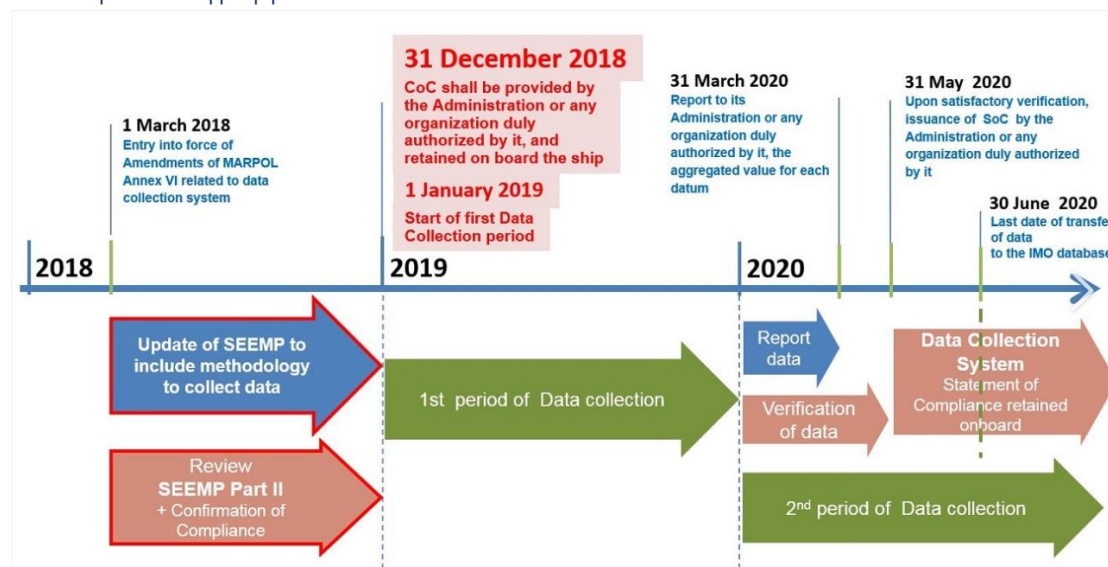 31 December 2018
CoC shall be provided by
the Administration or any
organization duly
authorized by it, and
retained on board the ship
1 January 2019
Start of first Data
Collection period
1 March 2018
Entry into force of
Amendments of MARPOL
Annex VI related to data
collection system
31 March 2020
Report to its
Administration or any
organization duly
authorized by it, the
aggregated value for each
datum
31 May 2020
Upon satisfactory verification,
issuance of SoC by the
Administration or any
organization duly authorized
by it
30 June 2020
Last date of transfe
of data
to the IMO database
2018
2019
2020
Update of SEEMP to
include methodology
to collect data
1st period of Data collection
Report
data
Verification
of data
Data Collection
System
Statement of
Compliance retained
onboard
Review
SEEMP Part II
+ Confirmation of
Compliance
2nd period of Data collection